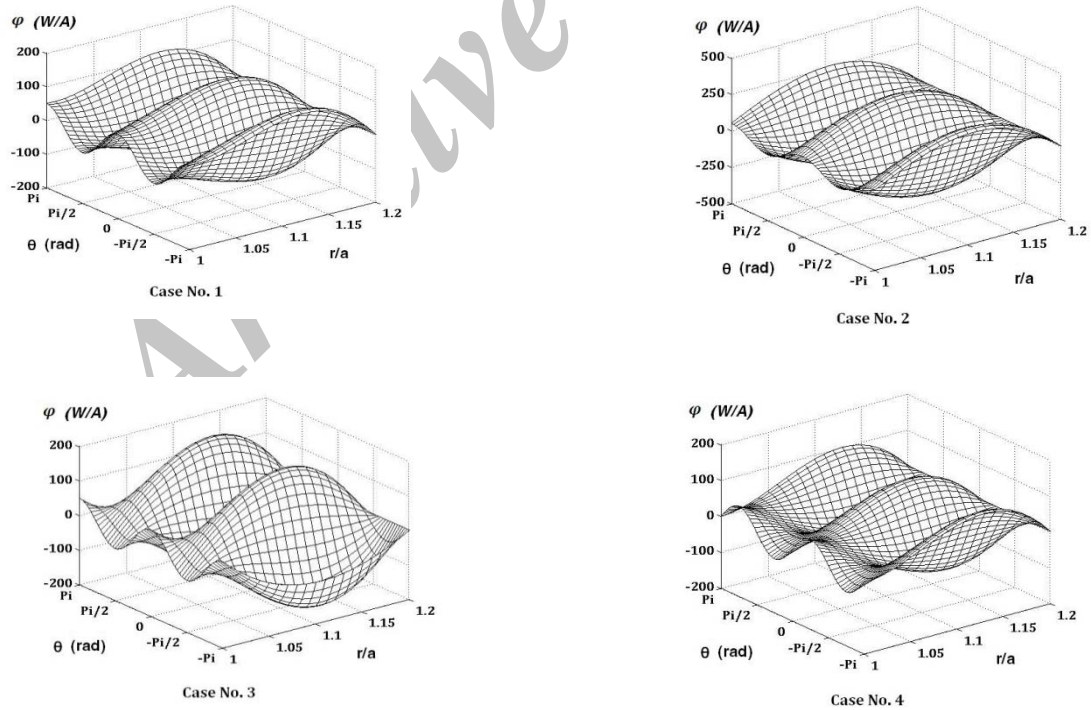 φ (W/A)
200
100
0
-100
-200
Pi
Pi/2
0
-Pi/2
-Pi
θ (rad)
1
1.05
1.1
1.15
1.2
r/a
Case No. 1
φ (W/A)
500
250
0
-250
-500
Pi
Pi/2
0
-Pi/2
-Pi
θ (rad)
1
1.05
1.1
1.15
1.2
r/a
Case No. 2
φ (W/A)
200
100
0
-100
-200
Pi
Pi/2
0
-Pi/2
-Pi
θ (rad)
1
1.05
1.1
1.15
1.2
r/a
Case No. 3
φ (W/A)
200
100
0
-100
-200
Pi
Pi/2
0
-Pi/2
-Pi
θ (rad)
1
1.05
1.1
1.15
1.2
r/a
Case No. 4